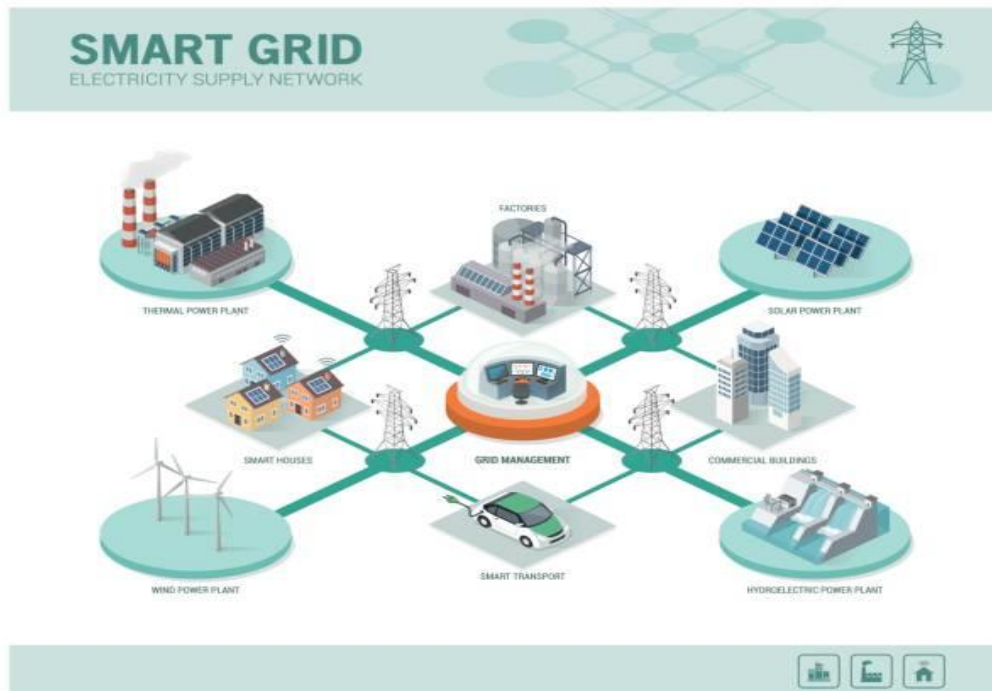 SMART GRID
ELECTRICITY SUPPLY NETWORK
FACTORIES
THERMAL POWER PLANT
SOLAR POWER PLANT
SMART HOUSES
GRID MANAGEMENT
COMMERCIAL BUILDINGS
WIND POWER PLANT
SMART TRANSPORT
HYDROELECTRIC POWER PLANT